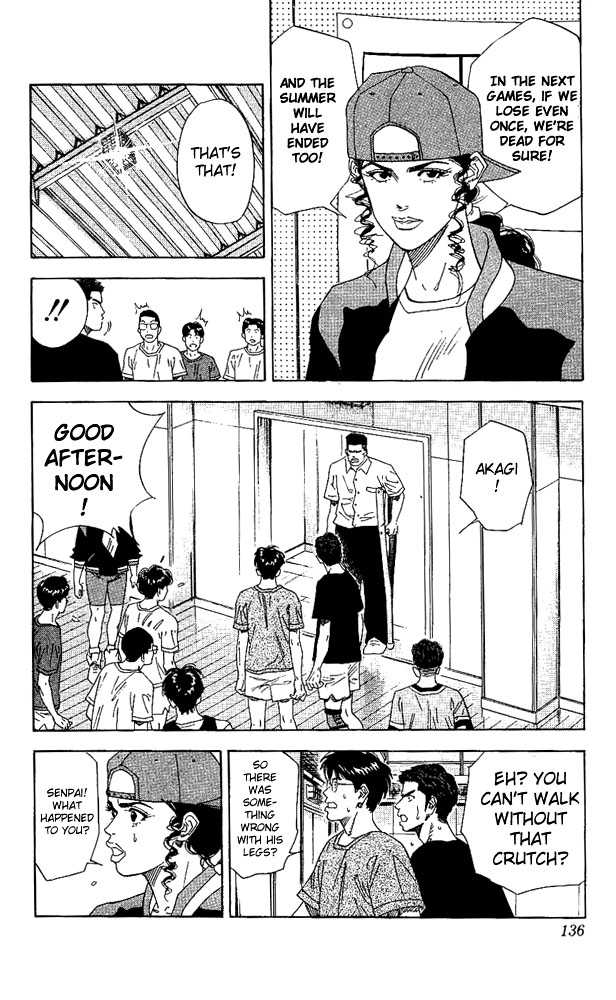 IN THE NEXT
GAMES, IF WE
LOSE EVEN
ONCE, WE'RE
DEAD FOR
SURE!
AND THE
SUMMER
WILL
HAVE
ENDED
TOO!
THAT'S
THAT!
!!
AKAGI
!
GOOD
AFTER-
NOON
!
EH? YOU
CAN'T WALK
WITHOUT
THAT
CRUTCH?
SO
THERE
WAS
SOME-
THING
WRONG
WITH HIS
LEGS?
SENPAI!
WHAT
HAPPENED
TO YOU?
136